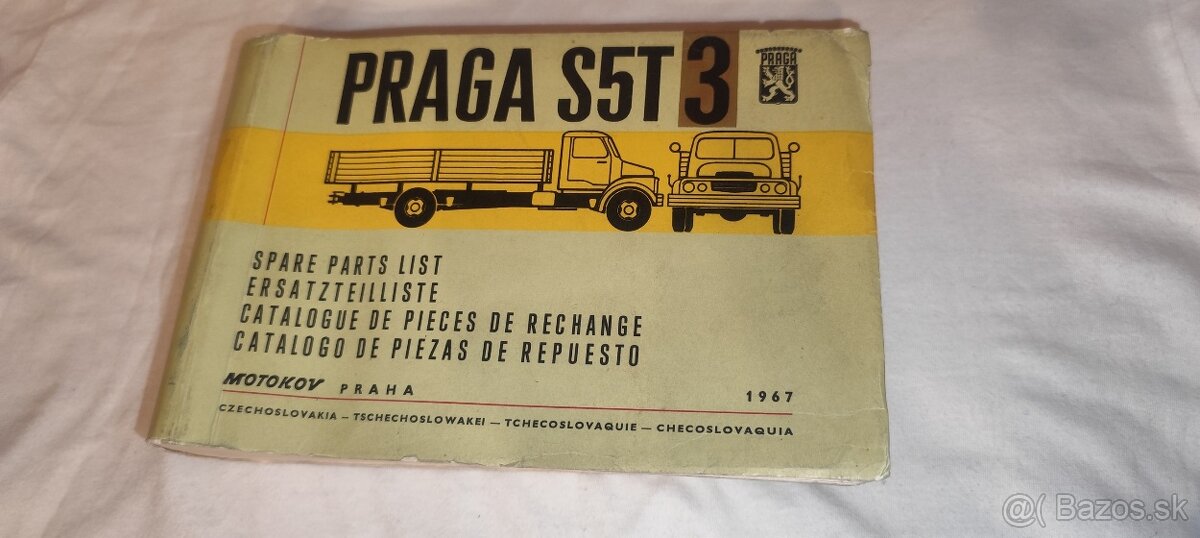 PRAGA S5T 3
PRAGA
SPARE PARTS LIST
ERSATZTEILLISTE
CATALOGUE DE PIECES DE RECHANGE
CATALOGO DE PIEZAS DE REPUESTO
MOTOKOV PRAHA 1967
CZECHOSLOVAKIA – TSCHECHOSLOWAKEI – TCHECOSLOVAQUIE – CHECOSLOVAQUIA
@( Bazos.sk